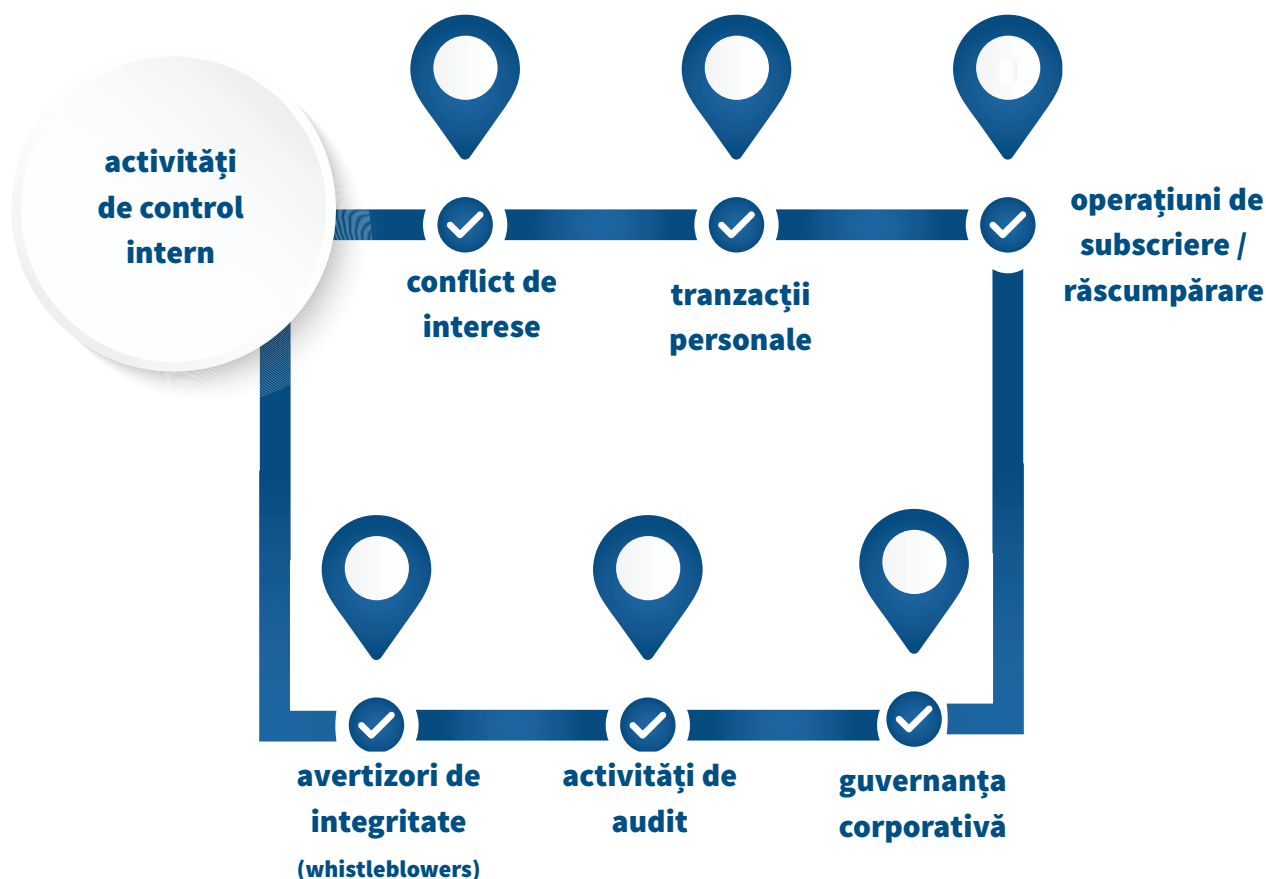 activități
de control
intern
conflict de
interese
tranzacții
personale
operațiuni de
subscriere /
răscumpărare
avertizori de
integritate
(whistleblowers)
activități de
audit
guvernanța
corporativă